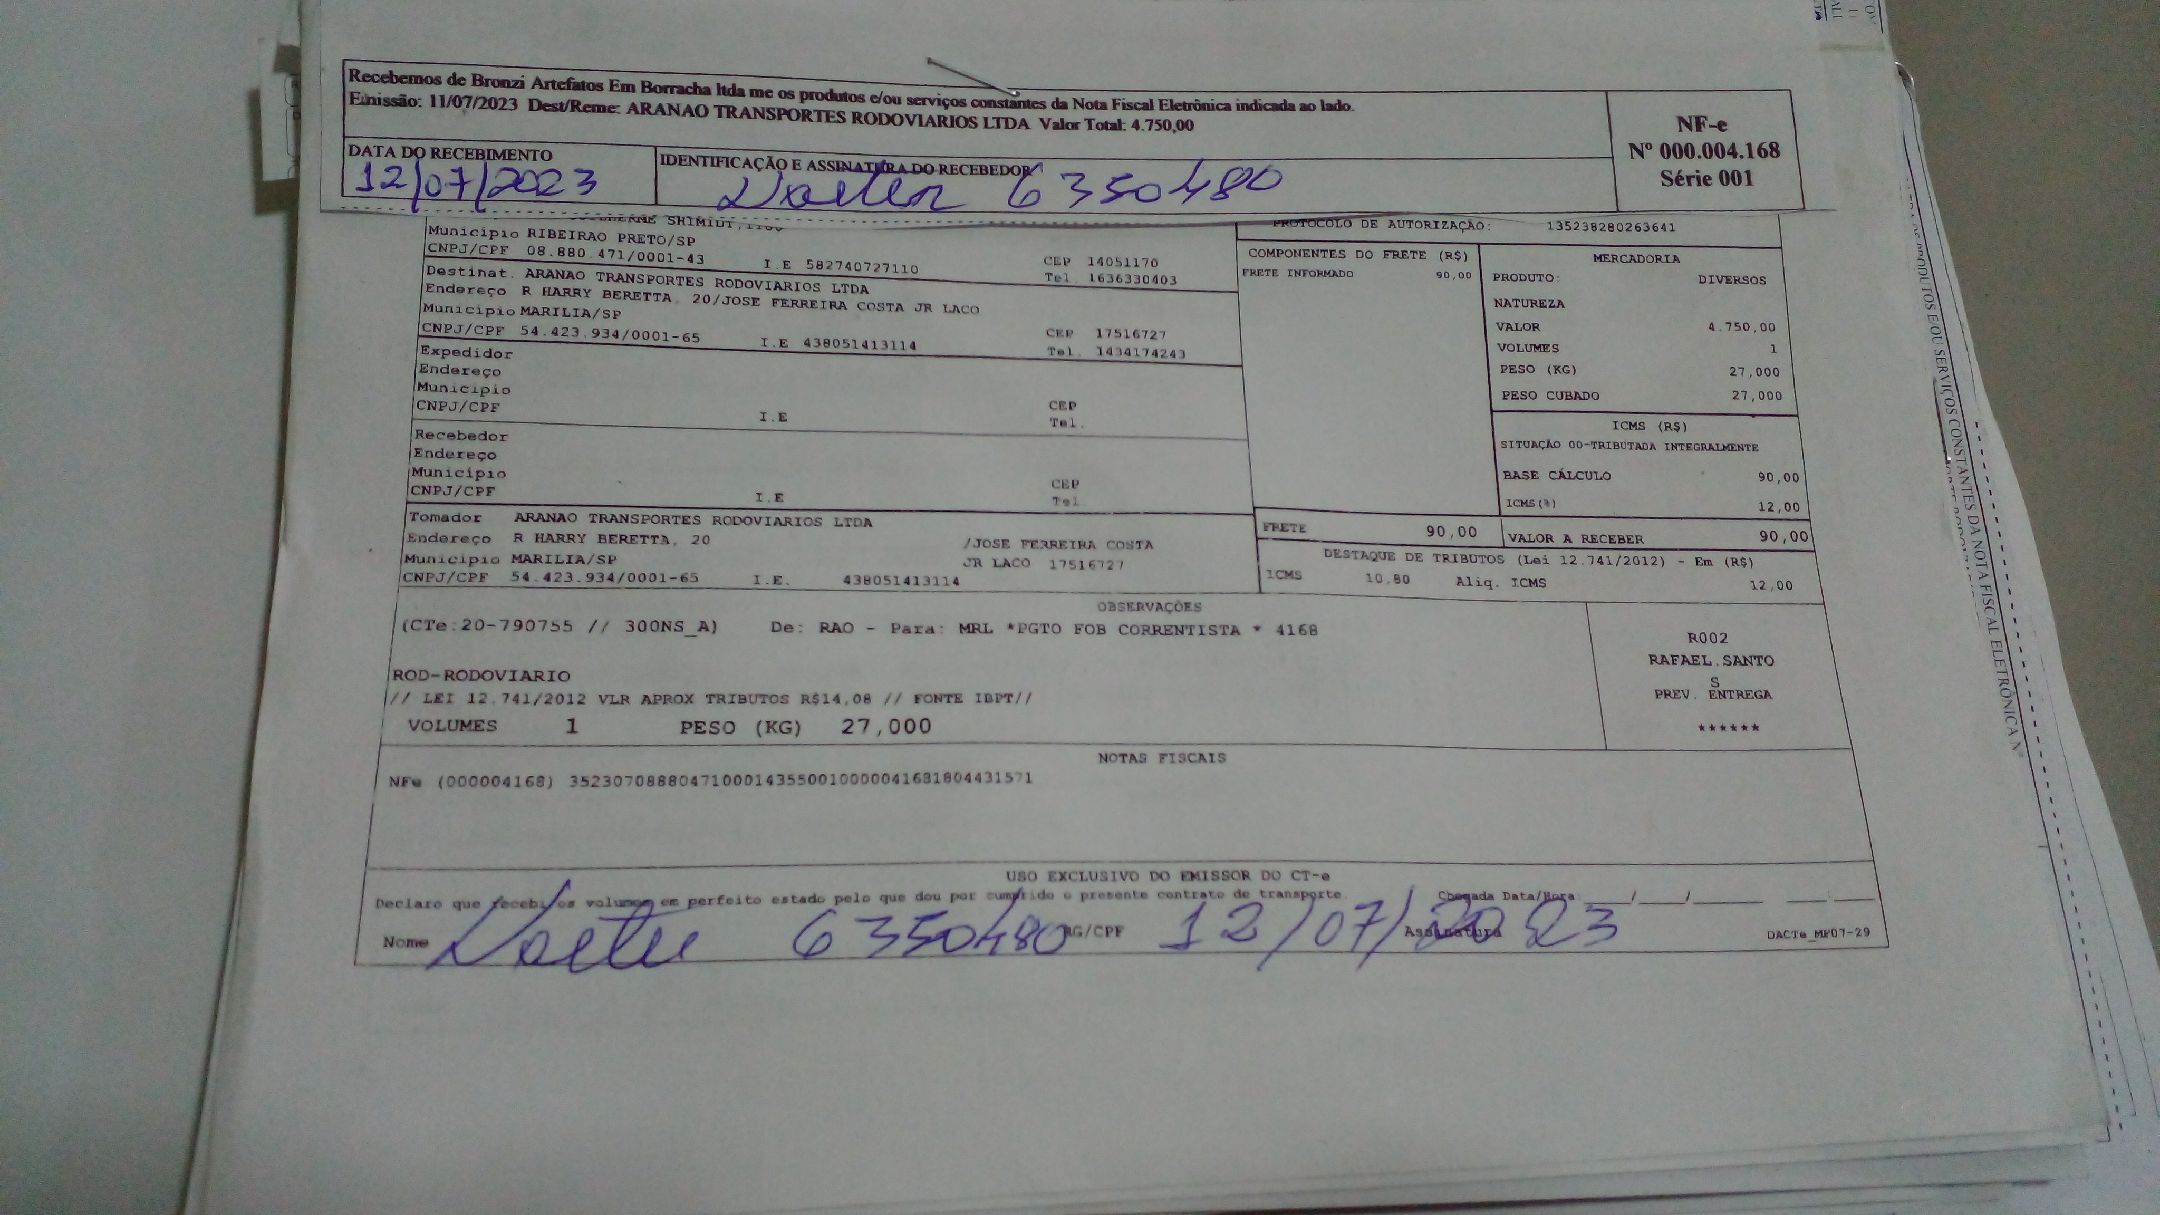 Recebemos de Bronzi Artefatos Em Borracha ltda me os produtos e/ou serviços constantes da Nota Fiscal Eletrônica indicada ao lado.
Emissão: 11/07/2023 Dest/Reme: ARANAO TRANSPORTES RODOVIARIOS LTDA Valor Total: 4.750,00
NF-e
Nº 000.004.168
Série 001
DATA DO RECEBIMENTO
12/07/2023
IDENTIFICAÇÃO E ASSINATURA DO RECEBEDOR
6350480
SHIMIDT,
Município RIBEIRAO PRETO/SP
CNPJ/CPF 08.880.471/0001-43 I.E 582740727110 CEP 14051170
Tel. 1636330403
Destinat. ARANAO TRANSPORTES RODOVIARIOS LTDA
Endereço R HARRY BERETTA, 20/JOSE FERREIRA COSTA JR LACO
Município MARILIA/SP
CNPJ/CPF 54.423.934/0001-65 I.E 438051413114 CEP 17516727
Tel. 1434174243
Expedidor
Endereço
Município
CNPJ/CPF I.E CEP
Tel.
Recebedor
Endereço
Município
CNPJ/CPF I.E CEP
Tel
Tomador ARANAO TRANSPORTES RODOVIARIOS LTDA
Endereço R HARRY BERETTA, 20 /JOSE FERREIRA COSTA
Município MARILIA/SP JR LACO 17516727
CNPJ/CPF 54.423.934/0001-65 I.E. 438051413114
PROTOCOLO DE AUTORIZAÇÃO: 135238280263641
COMPONENTES DO FRETE (R$)
FRETE INFORMADO 90,00
MERCADORIA
PRODUTO: DIVERSOS
NATUREZA
VALOR 4.750,00
VOLUMES 1
PESO (KG) 27,000
PESO CUBADO 27,000
ICMS (R$)
SITUAÇÃO 00-TRIBUTADA INTEGRALMENTE
BASE CÁLCULO 90,00
ICMS(%) 12,00
FRETE 90,00 VALOR A RECEBER 90,00
DESTAQUE DE TRIBUTOS (Lei 12.741/2012) - Em (R$)
ICMS 10,80 Aliq. ICMS 12,00
OBSERVAÇÕES
(CTe:20-790755 // 300NS_A) De: RAO - Para: MRL *PGTO FOB CORRENTISTA * 4168
ROD-RODOVIARIO
// LEI 12.741/2012 VLR APROX TRIBUTOS R$14,08 // FONTE IBPT//
VOLUMES 1 PESO (KG) 27,000
R002
RAFAEL.SANTO
S
PREV. ENTREGA
******
NOTAS FISCAIS
NFe (000004168) 35230708880471000143550010000041681804431571
USO EXCLUSIVO DO EMISSOR DO CT-e
Declaro que recebi os volumes em perfeito estado pelo que dou por cumprido o presente contrato de transporte. Chegada Data/Hora: / /
Nome 6350480 RG/CPF 12/07/2023 Assinatura DACTe_MF07-29